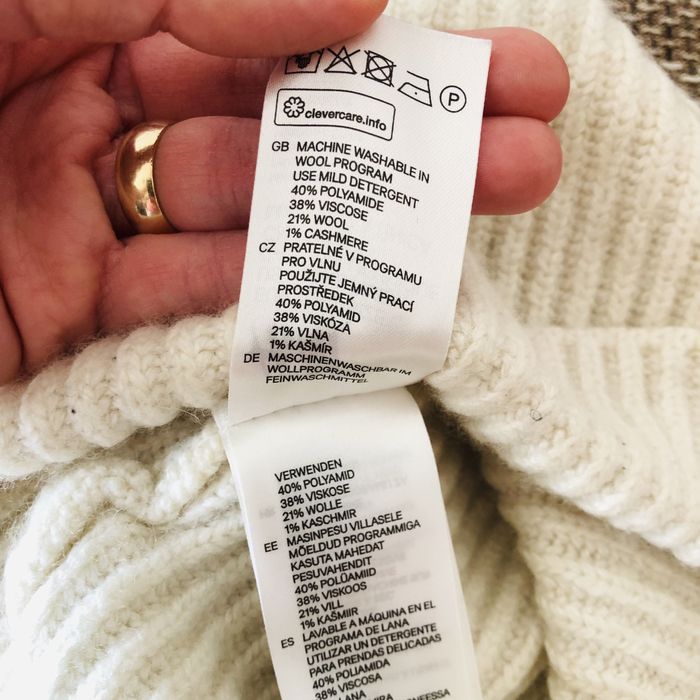 P
clevercare.info
GB MACHINE WASHABLE IN
WOOL PROGRAM
USE MILD DETERGENT
40% POLYAMIDE
38% VISCOSE
21% WOOL
1% CASHMERE
CZ PRATELNÉ V PROGRAMU
PRO VLNU
POUŽIJTE JEMNÝ PRACÍ
PROSTŘEDEK
40% POLYAMID
38% VISKÓZA
21% VLNA
1% KAŠMÍR
DE MASCHINENWASCHBAR IM
WOLLPROGRAMM
FEINWASCHMITTEL
VERWENDEN
40% POLYAMID
38% VISKOSE
21% WOLLE
1% KASCHMIR
EE MASINPESU VILLASELE
MÕELDUD PROGRAMMIGA
KASUTA MAHEDAT
PESUVAHENDIT
40% POLÜAMIID
38% VISKOOS
21% VILL
1% KAŠMIIR
ES LAVABLE A MÁQUINA EN EL
PROGRAMA DE LANA
UTILIZAR UN DETERGENTE
PARA PRENDAS DELICADAS
40% POLIAMIDA
38% VISCOSA
LANA